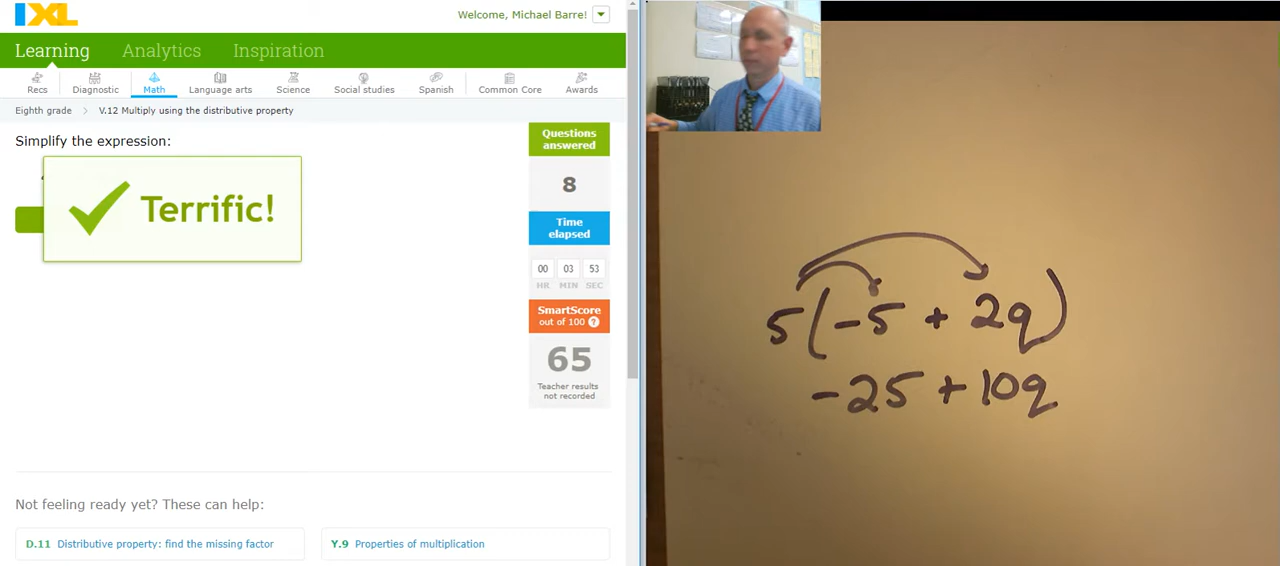 IXL
Welcome, Michael Barre!
Learning Analytics Inspiration
Recs Diagnostic Math Language arts Science Social studies Spanish Common Core Awards
Eighth grade > V.12 Multiply using the distributive property
Simplify the expression:
Terrific!
Questions answered
8
Time elapsed
00 03 53
HR MIN SEC
SmartScore
out of 100 ?
65
Teacher results
not recorded
Not feeling ready yet? These can help:
D.11 Distributive property: find the missing factor
Y.9 Properties of multiplication
5(-5 + 2q)
-25 + 10q